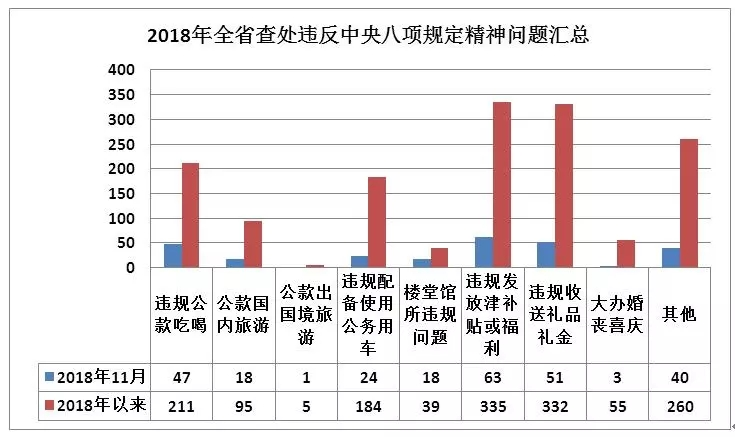 2018年全省查处违反中央八项规定精神问题汇总
400
350
300
250
200
150
100
50
0
违规公
款吃喝
公款国
内旅游
公款出
国境旅
游
违规配
备使用
公务用
车
楼堂馆
所违规
问题
违规发
放津补
贴或福
利
违规收
送礼品
礼金
大办婚
丧喜庆
其他
2018年11月 47 18 1 24 18 63 51 3 40
2018年以来 211 95 5 184 39 335 332 55 260